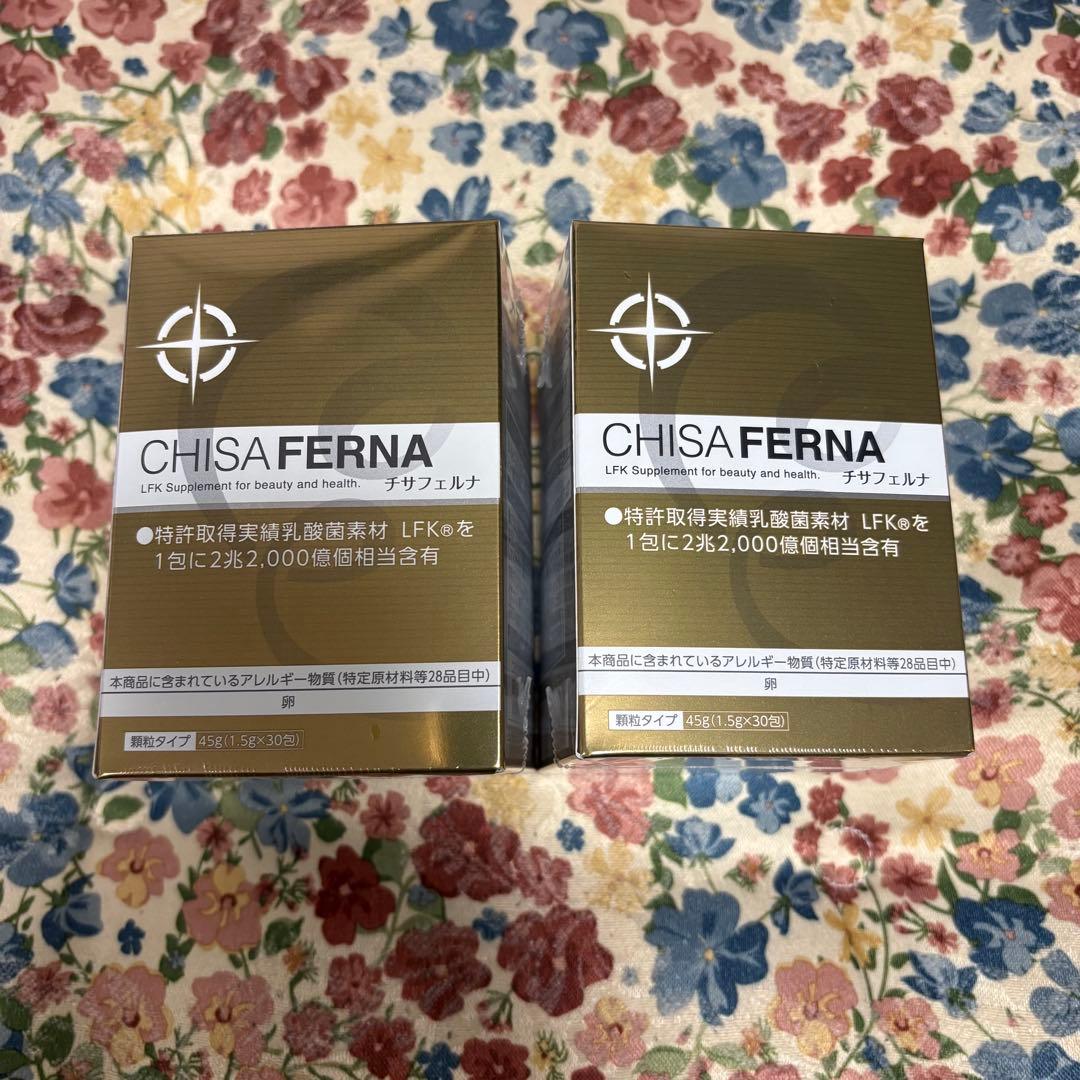 CHISA FERNA
LFK Supplement for beauty and health. チサフェルナ
●特許取得実績乳酸菌素材 LFK®を
1包に2兆2,000億個相当含有
本商品に含まれているアレルギー物質(特定原材料等28品目中)
卵
顆粒タイプ 45g(1.5g×30包)
CHISA FERNA
LFK Supplement for beauty and health. チサフェルナ
●特許取得実績乳酸菌素材 LFK®を
1包に2兆2,000億個相当含有
本商品に含まれているアレルギー物質(特定原材料等28品目中)
卵
顆粒タイプ 45g(1.5g×30包)